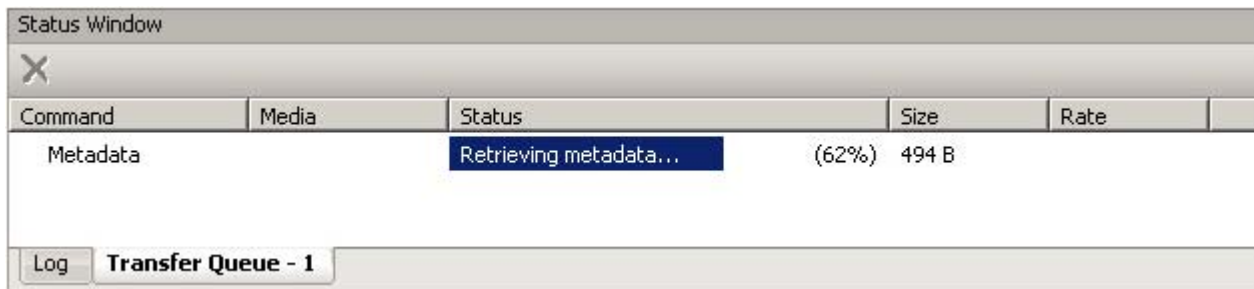 Status Window
Command Media Status Size Rate
Metadata Retrieving metadata... (62%) 494 B
Log Transfer Queue - 1